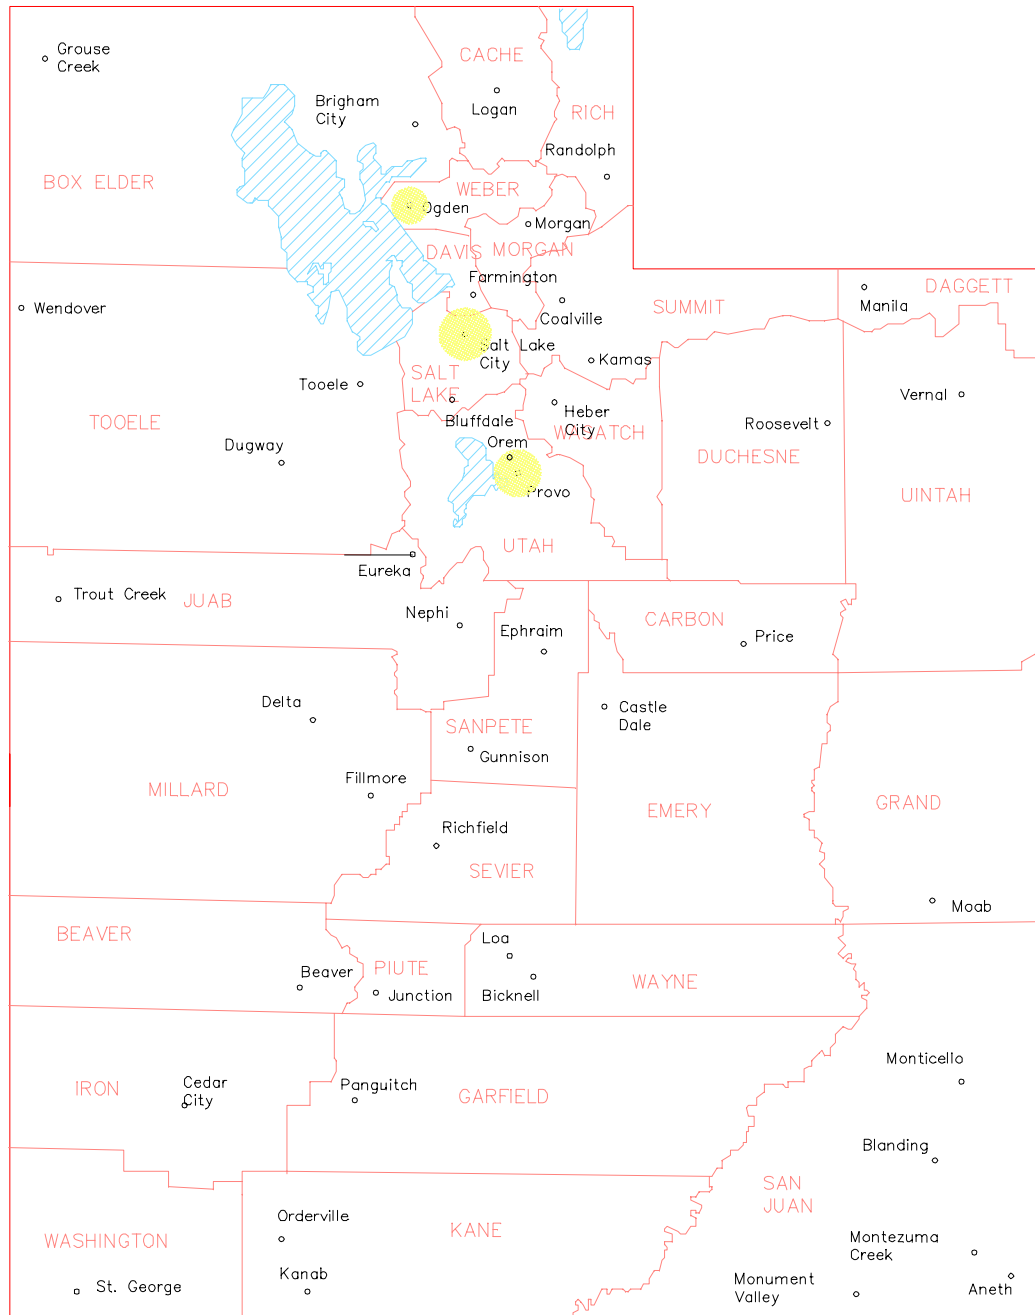 Grouse
Creek
CACHE
Logan
Brigham
City
RICH
Randolph
BOX ELDER
WEBER
Ogden
Morgan
DAVIS
MORGAN
Farmington
Wendover
Coalville
SUMMIT
Manila
DAGGETT
Salt Lake
City
Kamas
Tooele
SALT
LAKE
Vernal
TOOELE
Bluffdale
Heber
City
WASATCH
Roosevelt
Dugway
Orem
DUCHESNE
Provo
UINTAH
UTAH
Eureka
Trout Creek
JUAB
Nephi
Ephraim
CARBON
Price
Delta
Castle
Dale
SANPETE
Gunnison
Fillmore
MILLARD
EMERY
GRAND
Richfield
SEVIER
Moab
BEAVER
Loa
Beaver
PIUTE
Junction
Bicknell
WAYNE
Monticello
IRON
Cedar
City
Panguitch
GARFIELD
Blanding
SAN
JUAN
Orderville
KANE
WASHINGTON
Montezuma
Creek
St. George
Kanab
Monument
Valley
Aneth